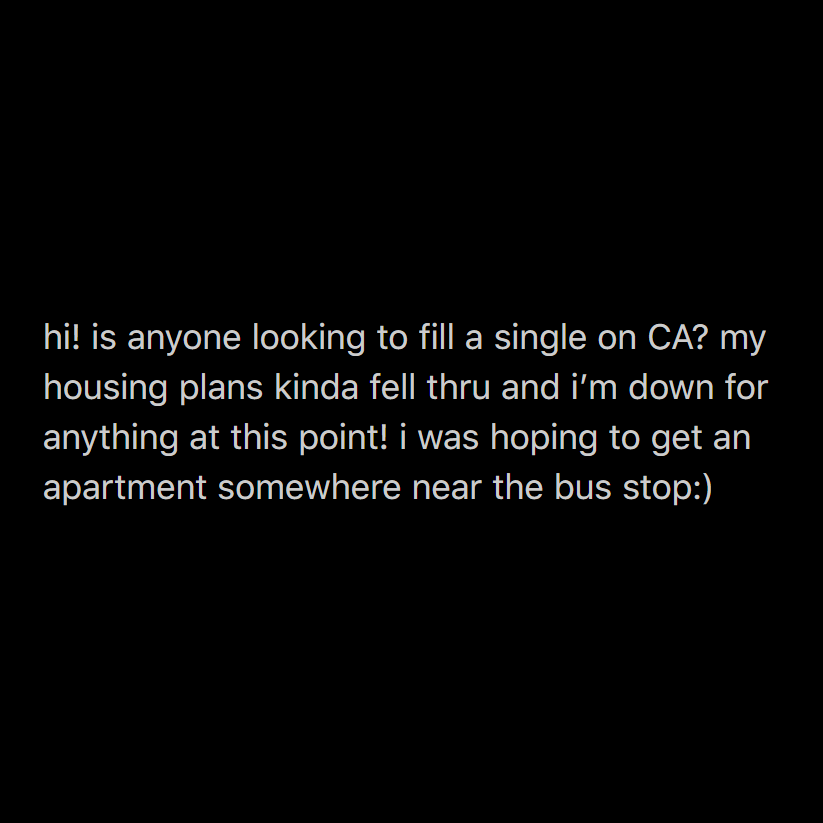 hi! is anyone looking to fill a single on CA? my
housing plans kinda fell thru and i’m down for
anything at this point! i was hoping to get an
apartment somewhere near the bus stop:)